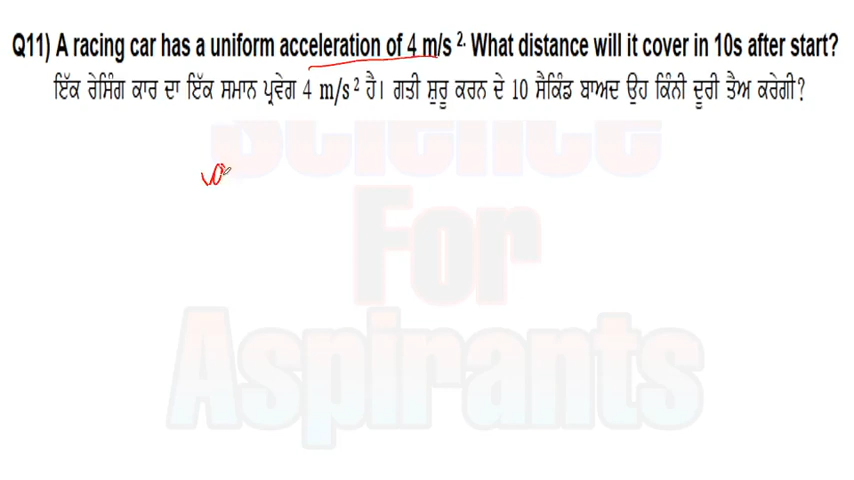 Q11) A racing car has a uniform acceleration of 4 m/s 2. What distance will it cover in 10s after start?
ਇੱਕ ਰੇਸਿੰਗ ਕਾਰ ਦਾ ਇੱਕ ਸਮਾਨ ਪ੍ਰਵੇਗ 4 m/s 2 ਹੈ। ਗਤੀ ਸ਼ੁਰੂ ਕਰਨ ਦੇ 10 ਸੈਕਿੰਡ ਬਾਅਦ ਉਹ ਕਿੰਨੀ ਦੂਰੀ ਤੈਅ ਕਰੇਗੀ?
Science
For
Aspirants